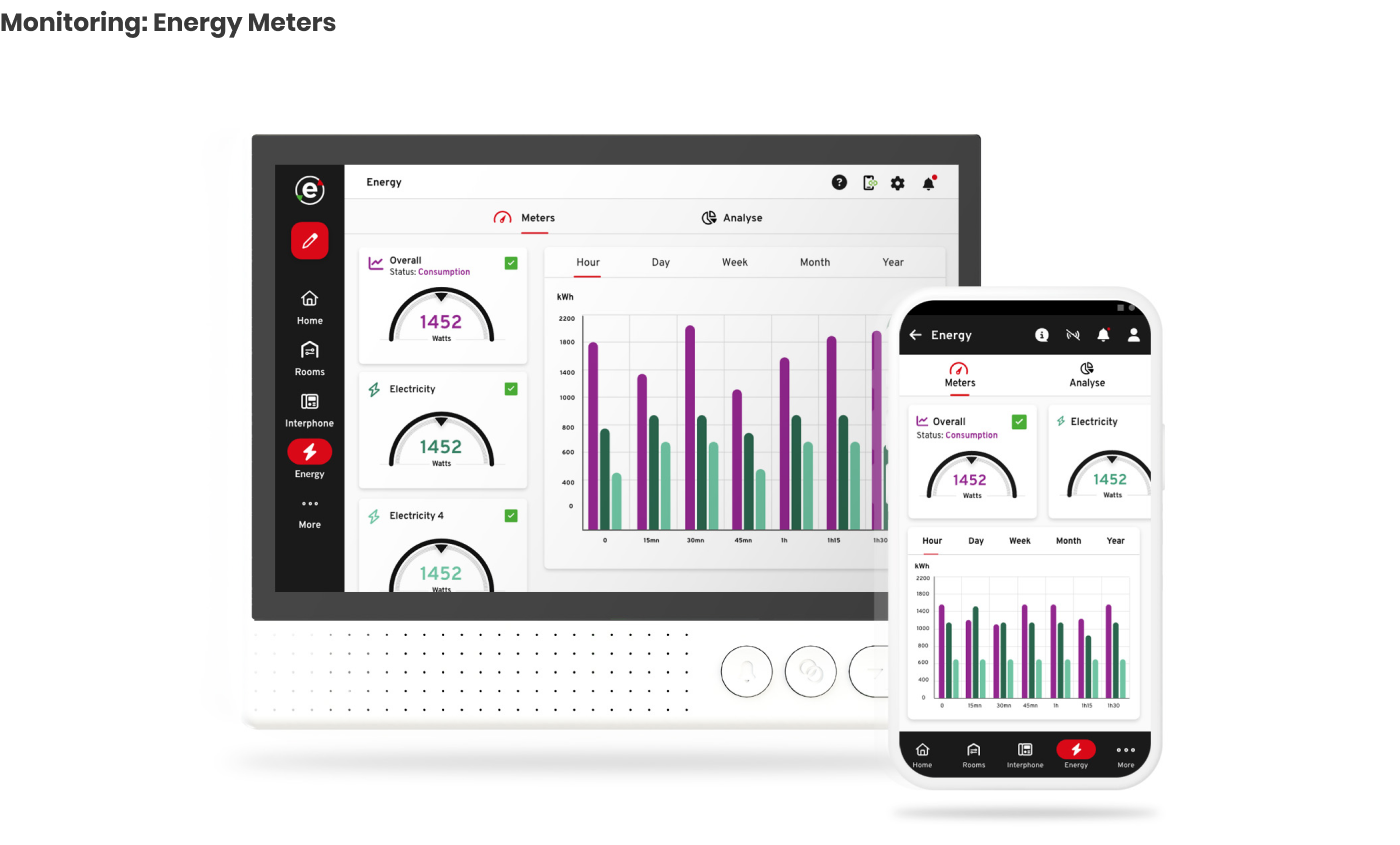 Monitoring: Energy Meters
e
Energy
?
Meters
Analyse
Home
Rooms
Interphone
Energy
More
Overall
Status: Consumption
1452
Watts
Electricity
1452
Watts
Electricity 4
1452
Watts
Hour Day Week Month Year
kWh
2200
1800
1400
1000
800
600
400
0
0 15mn 30mn 45mn 1h 1h15 1h30
Energy
i
Meters
Analyse
Overall
Status: Consumption
1452
Watts
Electricity
1452
Watts
Hour Day Week Month Year
kWh
2200
1800
1400
1000
800
600
400
0
0 15mn 30mn 45mn 1h 1h15 1h30
Home Rooms Interphone Energy More